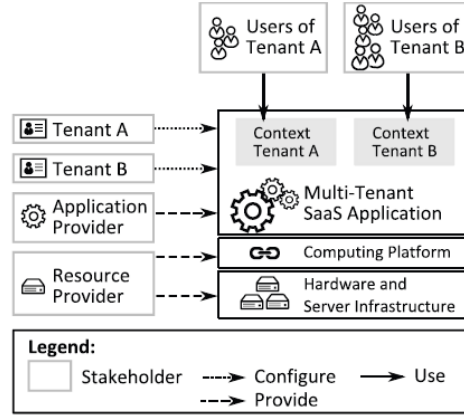 Users of
Tenant A
Users of
Tenant B
Tenant A
Tenant B
Application
Provider
Resource
Provider
Context
Tenant A
Context
Tenant B
Multi-Tenant
SaaS Application
Computing Platform
Hardware and
Server Infrastructure
Legend:
Stakeholder
Configure
Use
Provide